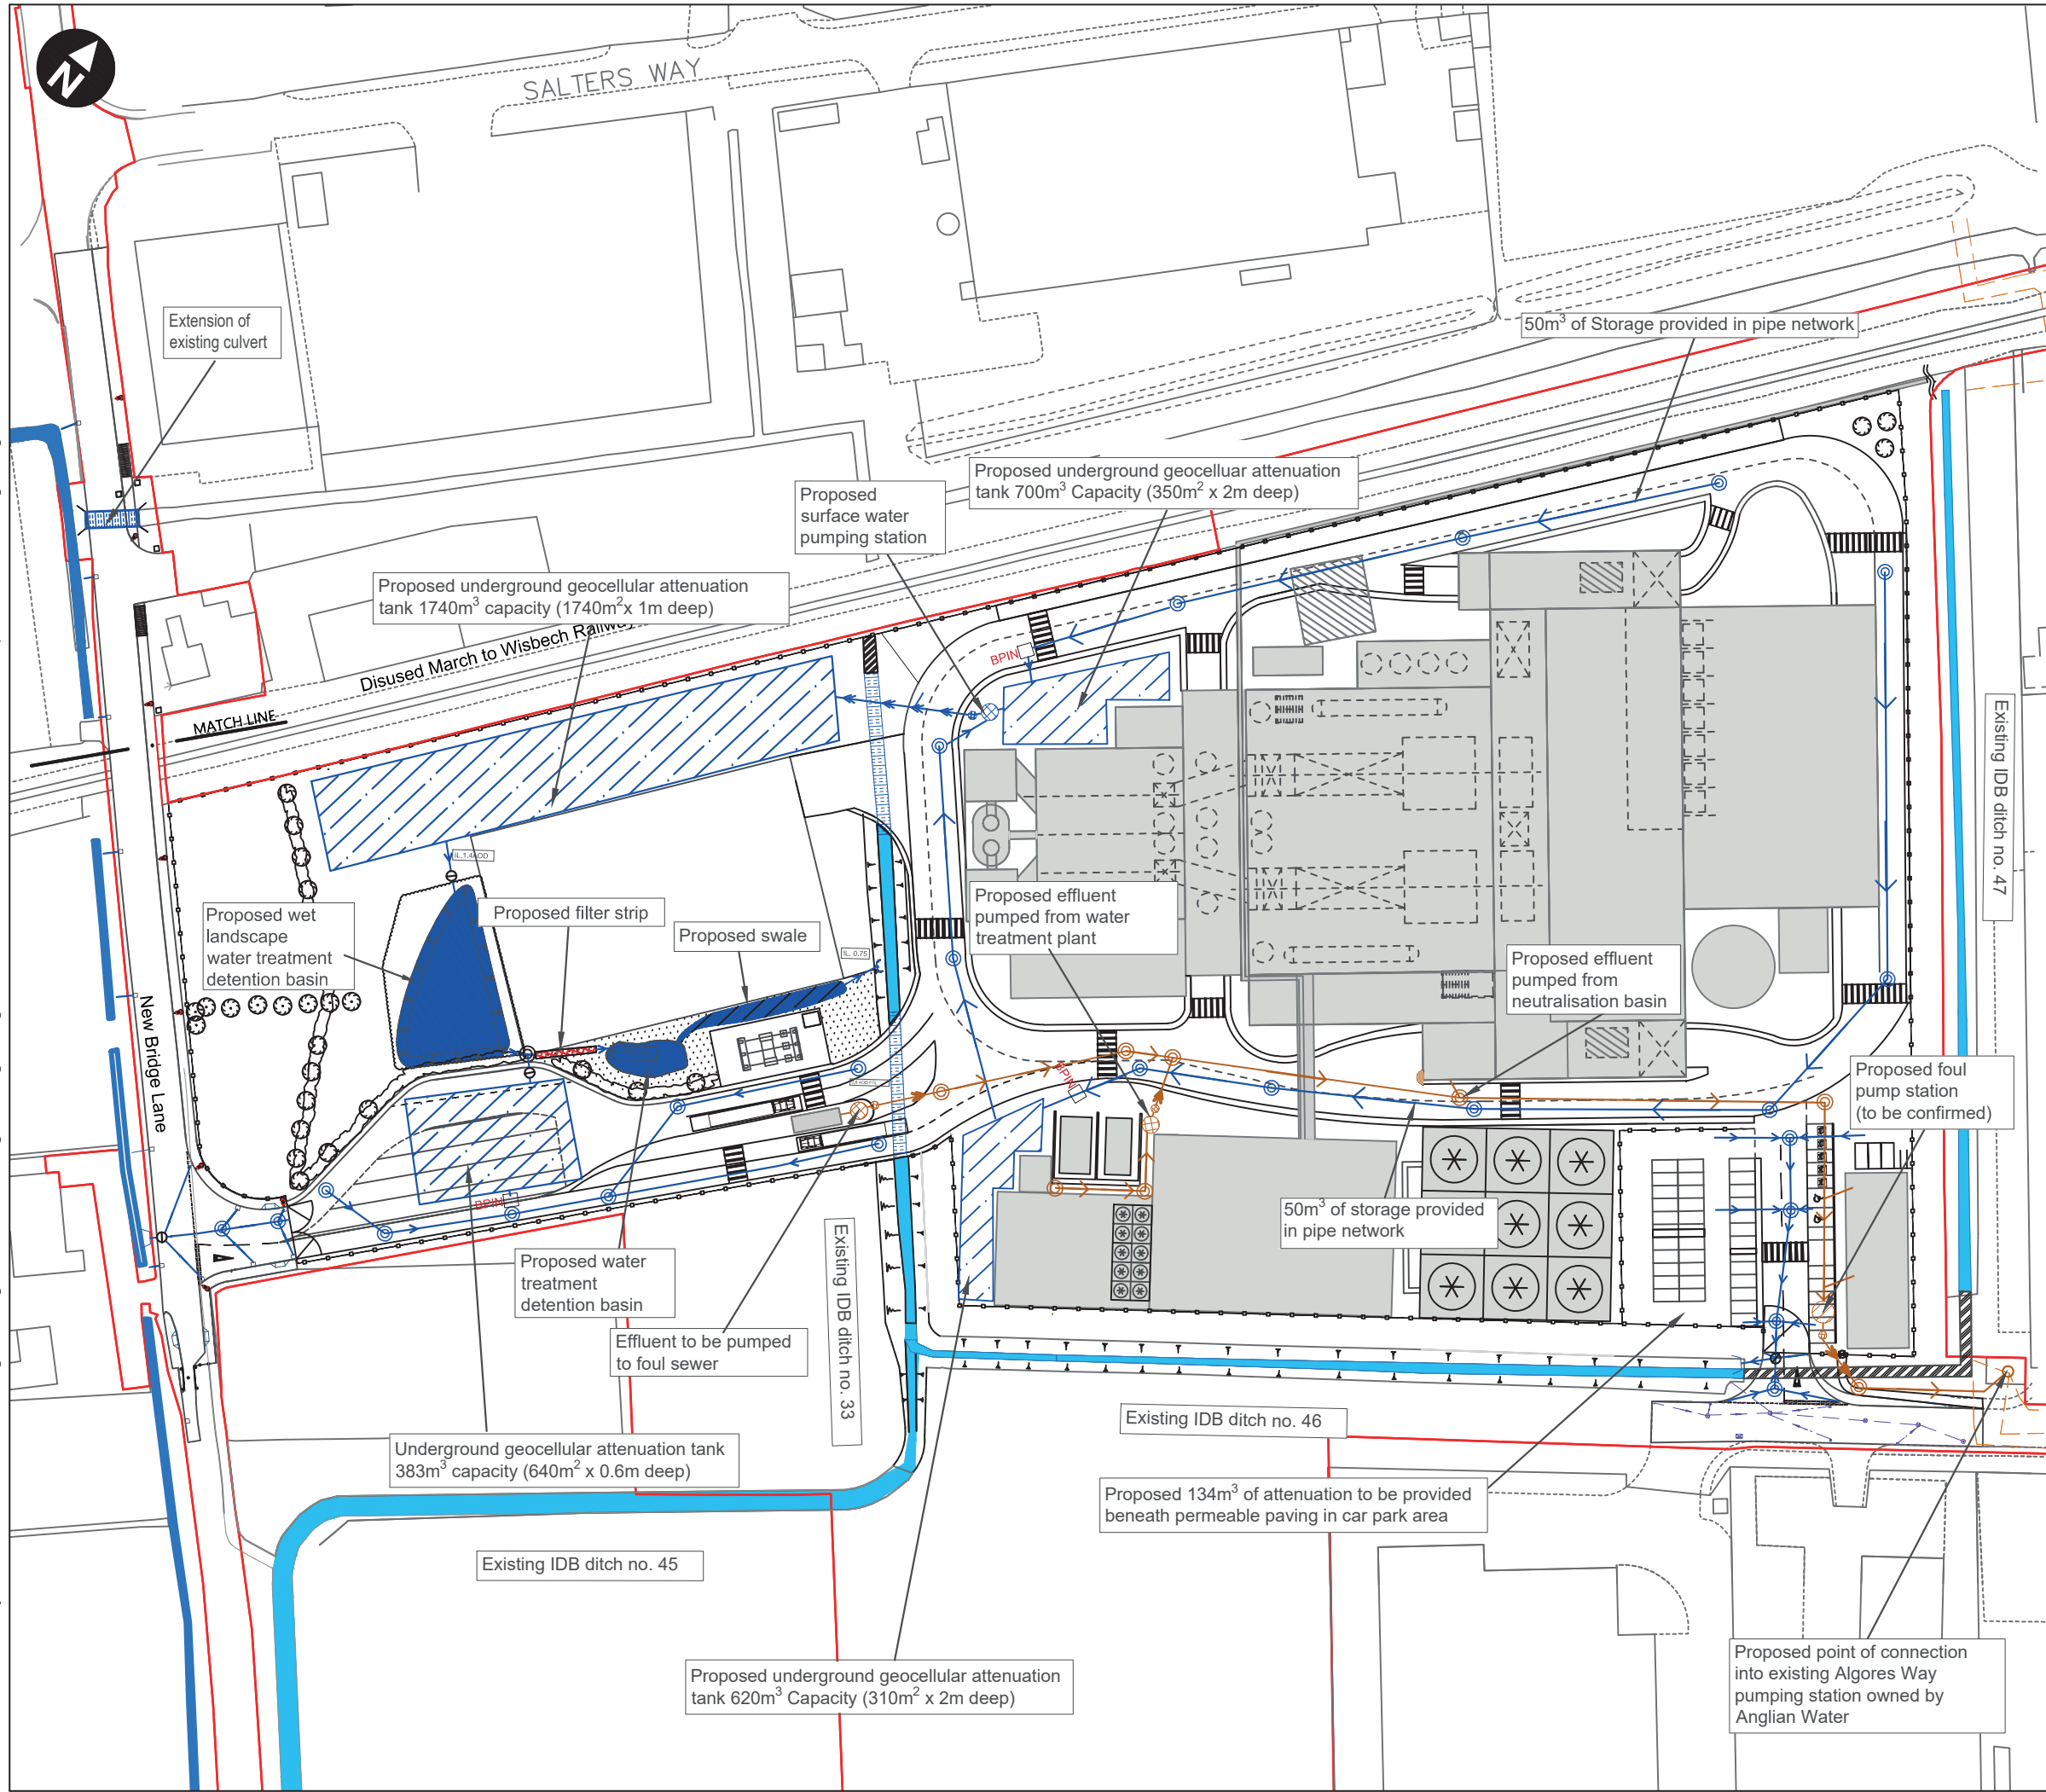 N
SALTERS WAY
Extension of
existing culvert
50m³ of Storage provided in pipe network
Proposed underground geocelluar attenuation
tank 700m³ Capacity (350m² x 2m deep)
Proposed
surface water
pumping station
Proposed underground geocellular attenuation
tank 1740m³ capacity (1740m²x 1m deep)
Disused March to Wisbech Railway
BPIN
MATCH LINE
Existing IDB ditch no. 47
IL.1.4AOD
Proposed wet
landscape
water treatment
detention basin
Proposed filter strip
Proposed swale
IL. 0.75
Proposed effluent
pumped from water
treatment plant
Proposed effluent
pumped from
neutralisation basin
New Bridge Lane
BPIN
Proposed foul
pump station
(to be confirmed)
BPIN
50m³ of storage provided
in pipe network
Existing IDB ditch no. 33
Proposed water
treatment
detention basin
Effluent to be pumped
to foul sewer
Existing IDB ditch no. 46
Underground geocellular attenuation tank
383m³ capacity (640m² x 0.6m deep)
Proposed 134m³ of attenuation to be provided
beneath permeable paving in car park area
Existing IDB ditch no. 45
Proposed underground geocellular attenuation
tank 620m³ Capacity (310m² x 2m deep)
Proposed point of connection
into existing Algores Way
pumping station owned by
Anglian Water